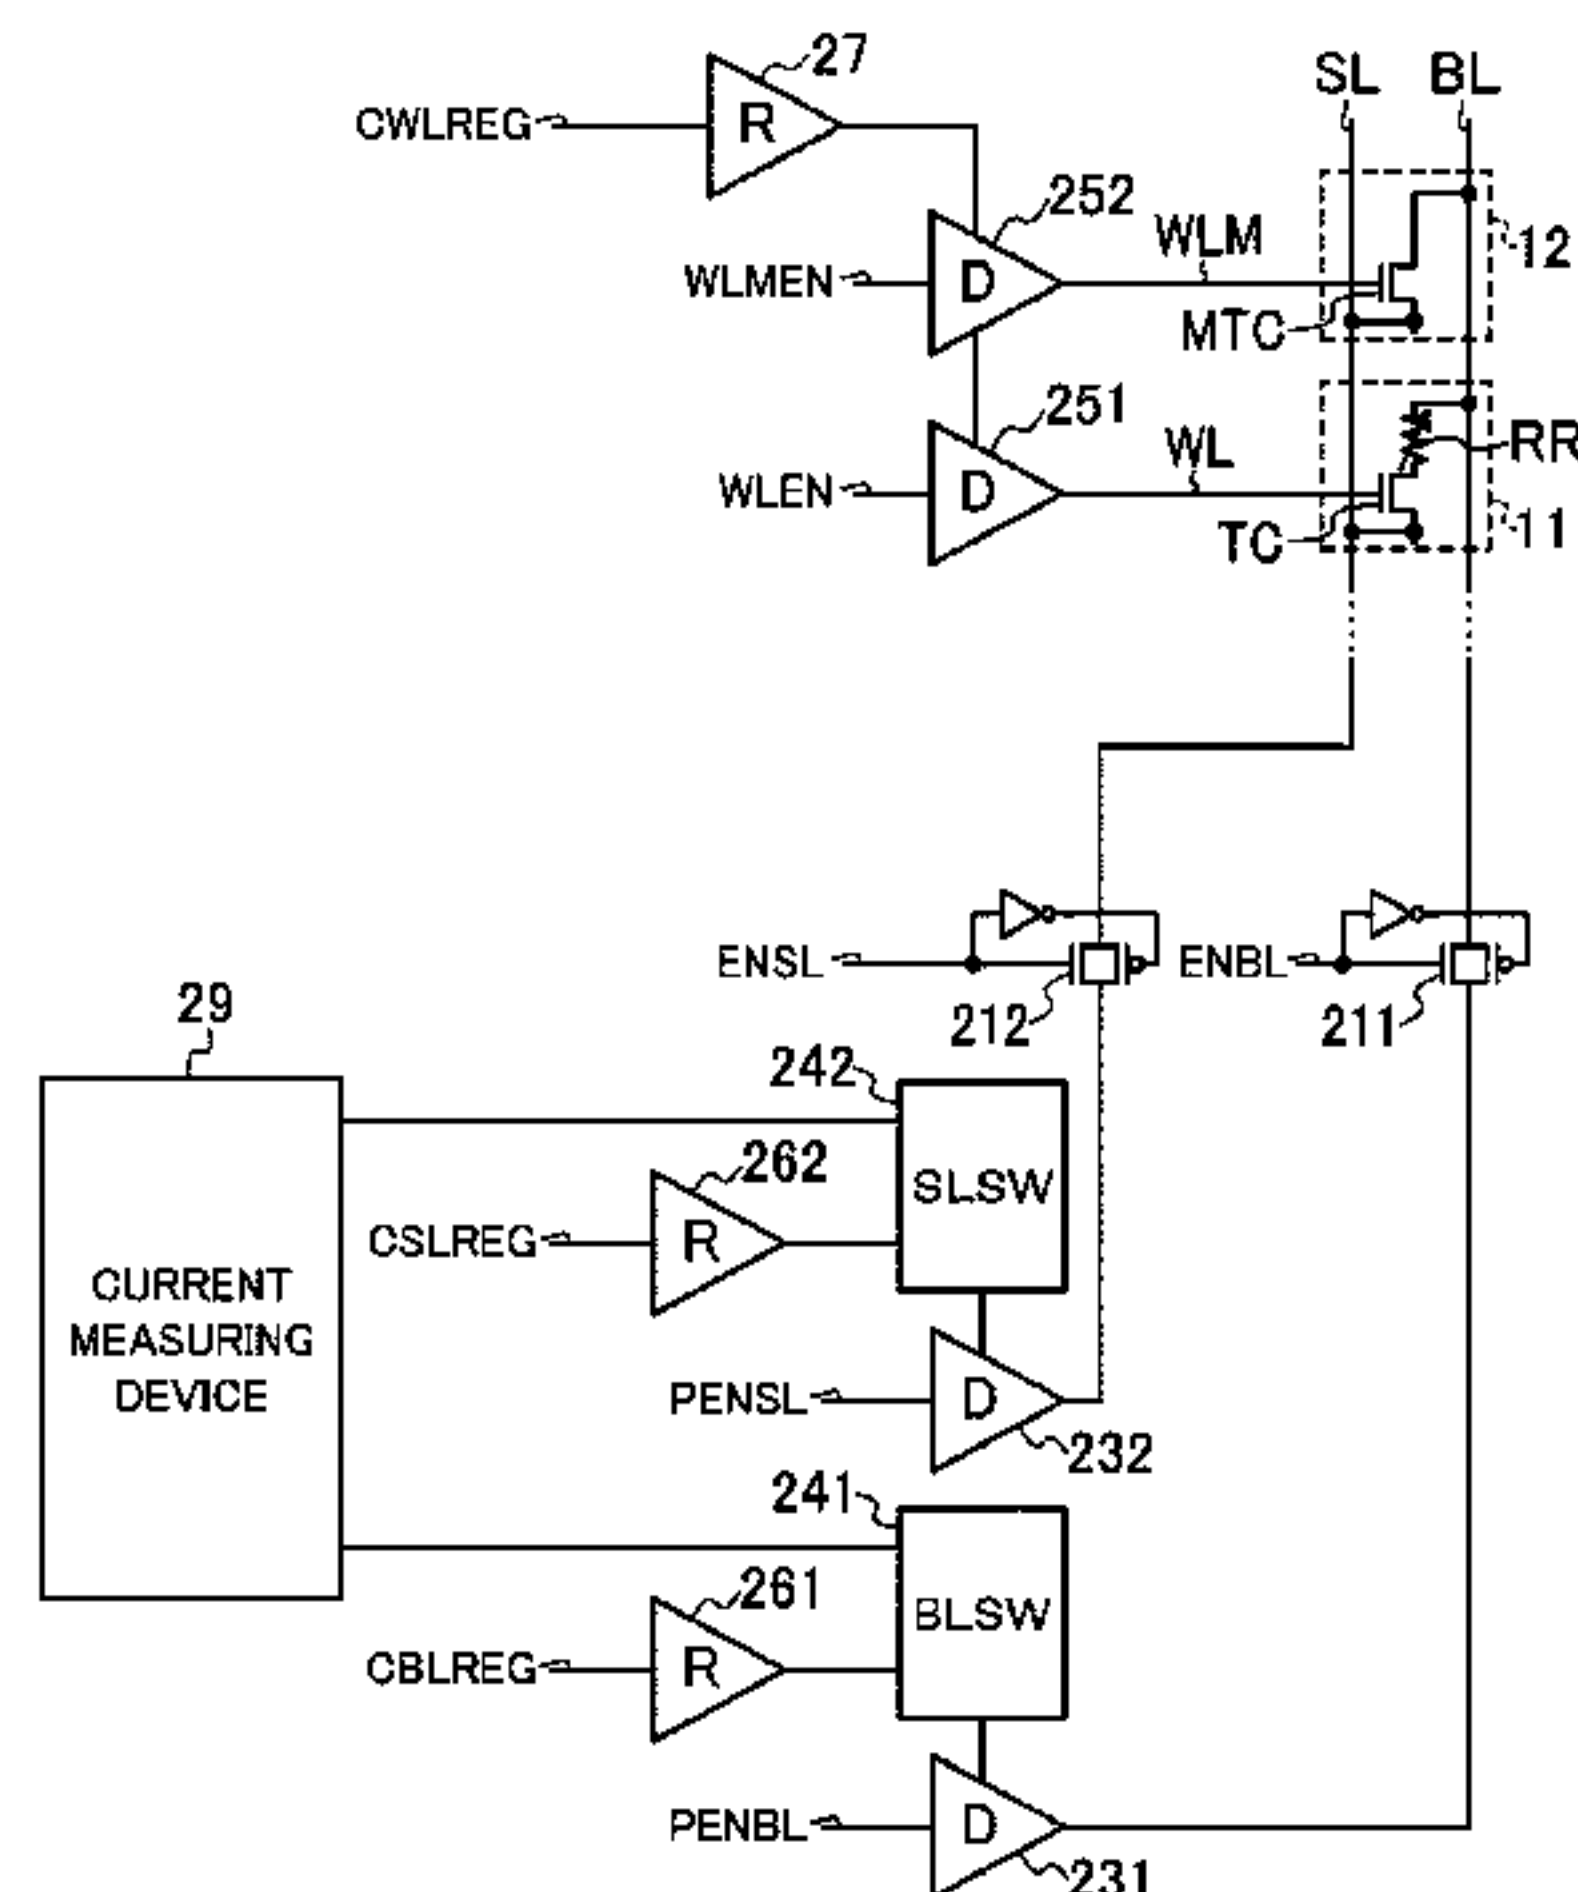 27
SL
BL
CWLREG
R
252
WLM
12
WLMEN
D
MTC
251
WL
RR
WLEN
D
TC
11
ENSL
ENBL
29
212
211
242
262
SLSW
CSLREG
R
CURRENT
MEASURING
DEVICE
PENSL
D
232
241
261
BLSW
CBLREG
R
PENBL
D
231